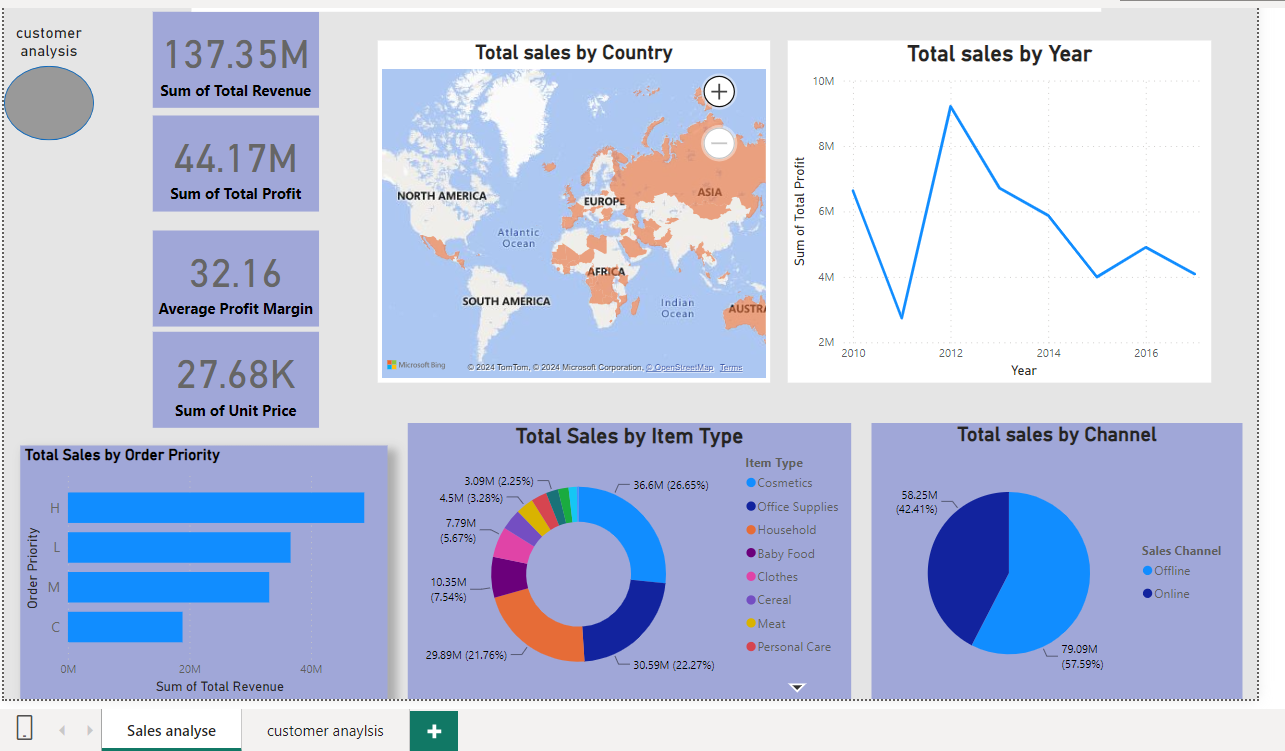 customer
analysis
137.35M
Sum of Total Revenue
44.17M
Sum of Total Profit
32.16
Average Profit Margin
27.68K
Sum of Unit Price
Total sales by Country
NORTH AMERICA
EUROPE
ASIA
Atlantic
Ocean
AFRICA
SOUTH AMERICA
Indian
Ocean
AUSTRA
Microsoft Bing
© 2024 TomTom, © 2024 Microsoft Corporation, © OpenStreetMap Terms
Total sales by Year
10M
8M
6M
4M
2M
Sum of Total Profit
2010
2012
2014
2016
Year
Total Sales by Order Priority
H
L
M
C
Order Priority
0M
20M
40M
Sum of Total Revenue
Total Sales by Item Type
3.09M (2.25%)
4.5M (3.28%)
7.79M
(5.67%)
10.35M
(7.54%)
29.89M (21.76%)
36.6M (26.65%)
30.59M (22.27%)
Item Type
Cosmetics
Office Supplies
Household
Baby Food
Clothes
Cereal
Meat
Personal Care
Total sales by Channel
58.25M
(42.41%)
79.09M
(57.59%)
Sales Channel
Offline
Online
Sales analyse
customer anaylsis